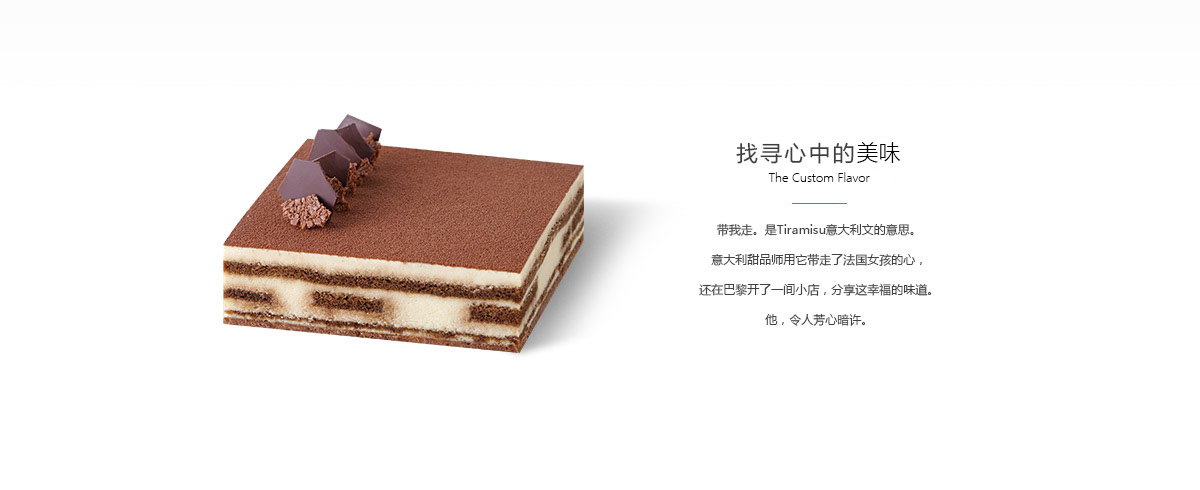 找寻心中的美味
The Custom Flavor
带我走。是Tiramisu意大利文的意思。
意大利甜品师用它带走了法国女孩的心，
还在巴黎开了一间小店，分享这幸福的味道。
他，令人芳心暗许。